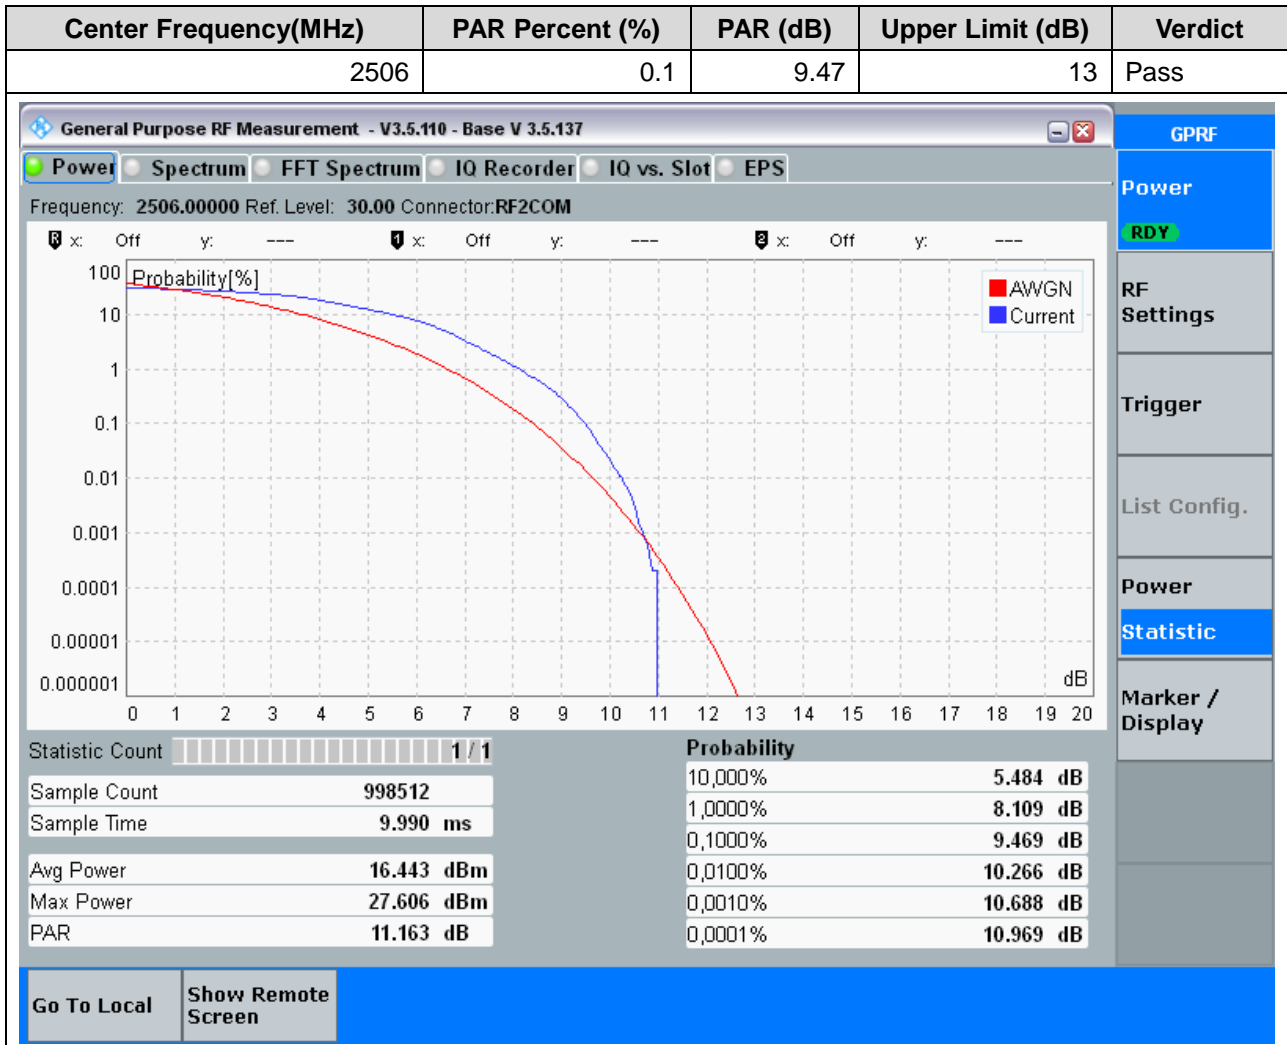 Center Frequency(MHz) PAR Percent (%) PAR (dB) Upper Limit (dB) Verdict
2506 0.1 9.47 13 Pass
General Purpose RF Measurement - V3.5.110 - Base V 3.5.137
GPRF
Power Spectrum FFT Spectrum IQ Recorder IQ vs. Slot EPS
Power
RDY
Frequency: 2506.00000 Ref. Level: 30.00 Connector:RF2COM
R x: Off y: --- 1 x: Off y: --- 2 x: Off y: ---
Probability[%]
AWGN
Current
100
10
1
0.1
0.01
0.001
0.0001
0.00001
0.000001
dB
0 1 2 3 4 5 6 7 8 9 10 11 12 13 14 15 16 17 18 19 20
RF
Settings
Trigger
List Config.
Power
Statistic
Marker /
Display
Statistic Count 1 / 1
Sample Count 998512
Sample Time 9.990 ms
Avg Power 16.443 dBm
Max Power 27.606 dBm
PAR 11.163 dB
Probability
10,000% 5.484 dB
1,0000% 8.109 dB
0,1000% 9.469 dB
0,0100% 10.266 dB
0,0010% 10.688 dB
0,0001% 10.969 dB
Go To Local
Show Remote
Screen